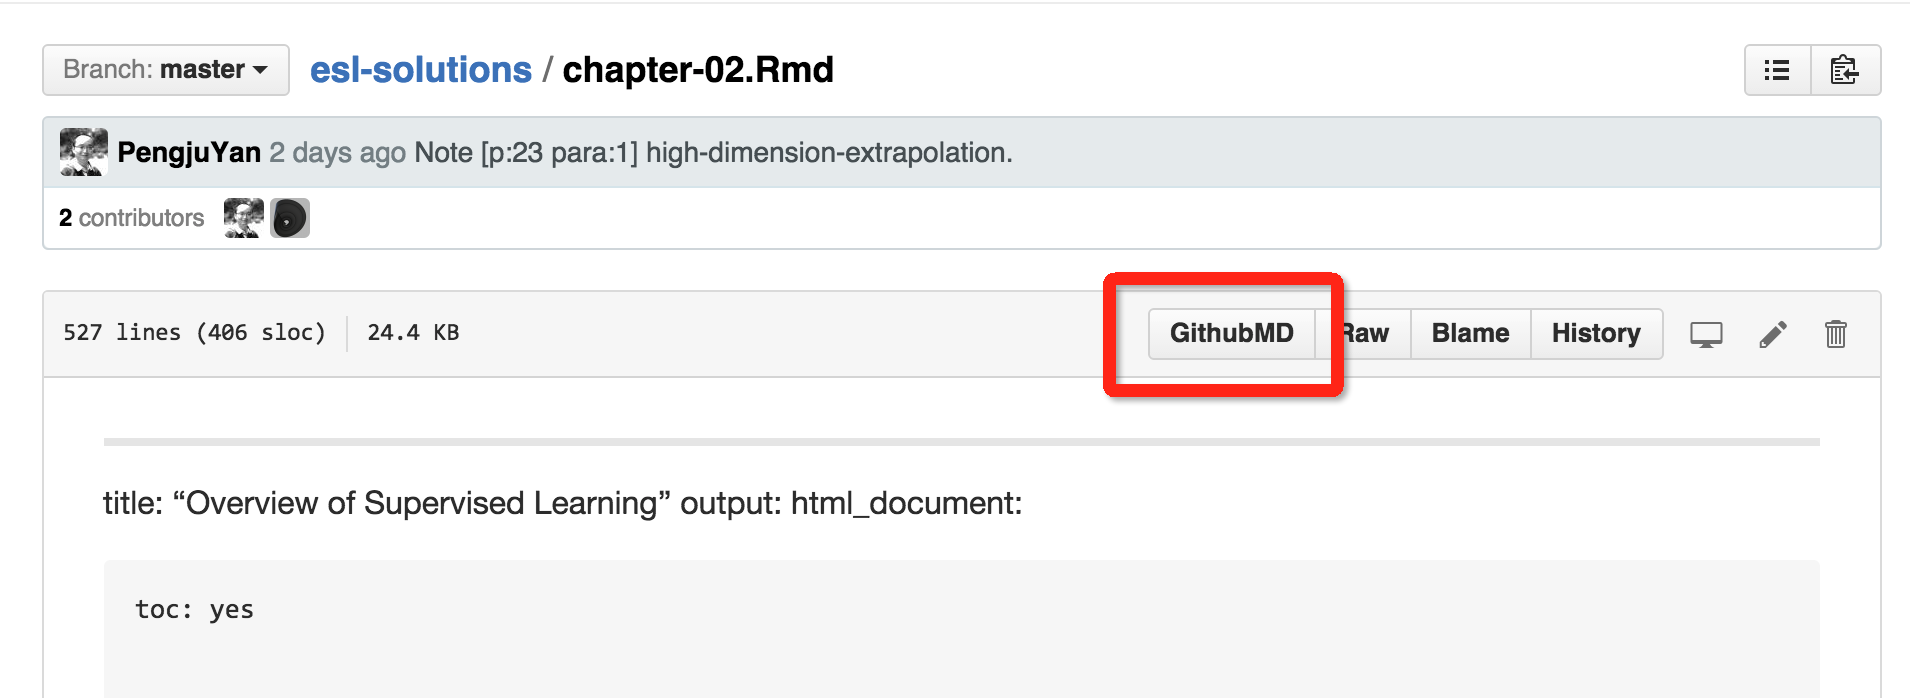 Branch: master esl-solutions / chapter-02.Rmd
PengjuYan 2 days ago Note [p:23 para:1] high-dimension-extrapolation.
2 contributors
527 lines (406 sloc) 24.4 KB GithubMD Raw Blame History
title: “Overview of Supervised Learning” output: html_document:
toc: yes